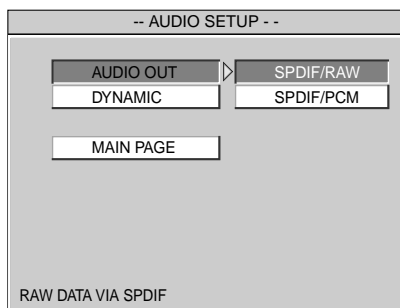 -- AUDIO SETUP - -
AUDIO OUT SPDIF/RAW
DYNAMIC SPDIF/PCM
MAIN PAGE
RAW DATA VIA SPDIF